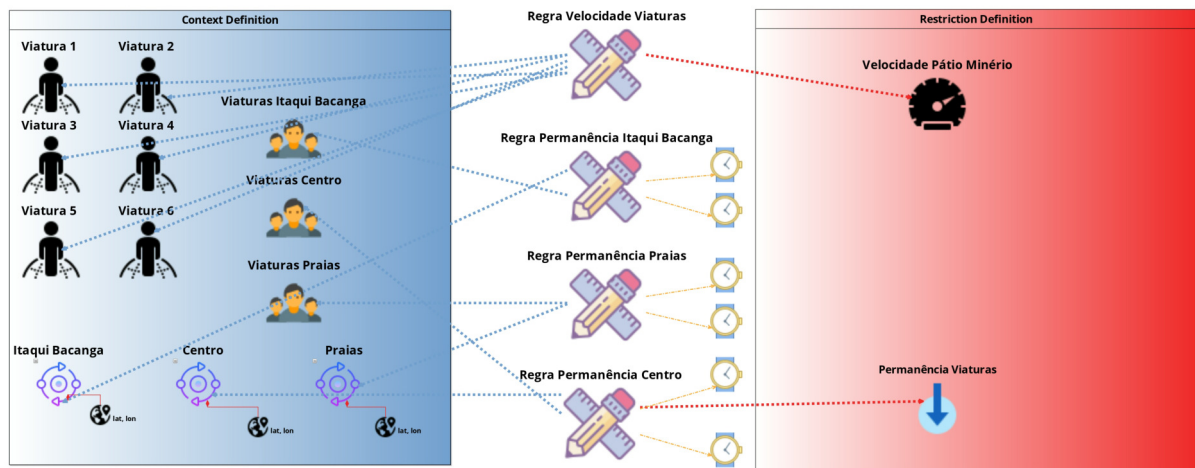 Context Definition
Regra Velocidade Viaturas
Restriction Definition
Viatura 1
Viatura 2
Velocidade Pátio Minério
Viaturas Itaqui Bacanga
Viatura 3
Viatura 4
Regra Permanência Itaqui Bacanga
Viaturas Centro
Viatura 5
Viatura 6
Regra Permanência Praias
Viaturas Praias
Itaqui Bacanga
Centro
Praias
Regra Permanência Centro
Permanência Viaturas
lat, lon
lat, lon
lat, lon